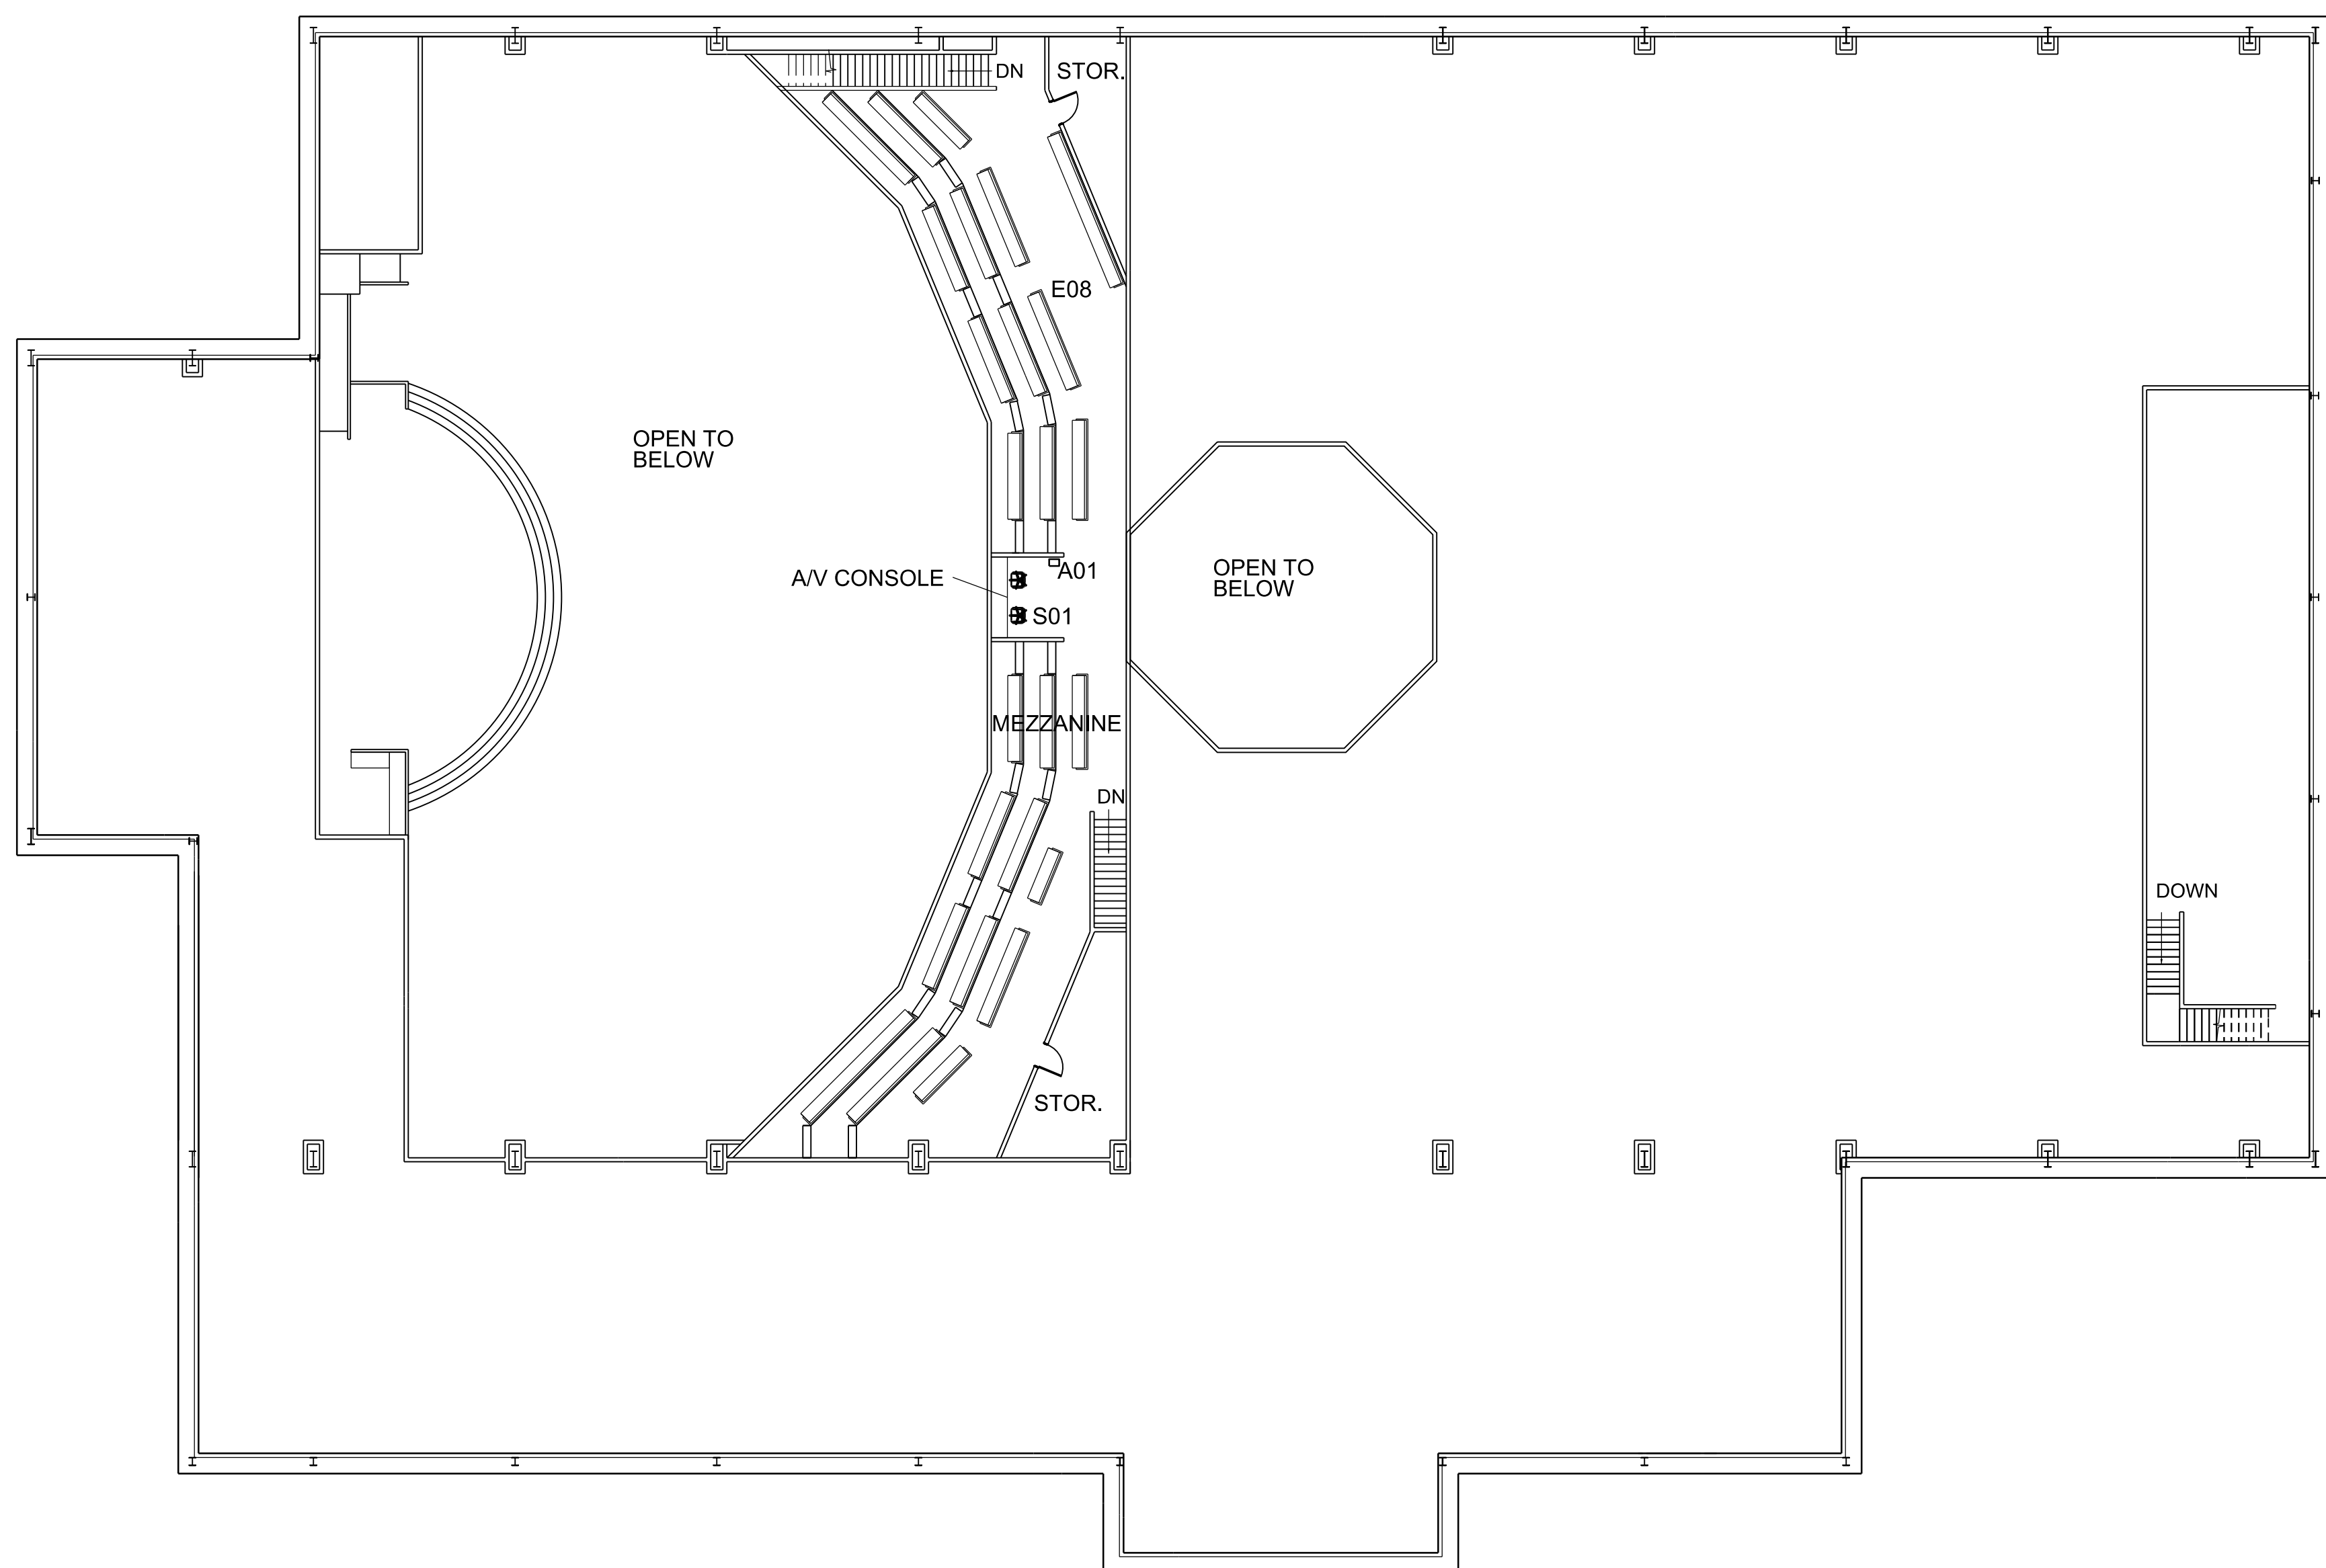 DN
STOR.
E08
OPEN TO
BELOW
A/V CONSOLE
A01
S01
OPEN TO
BELOW
MEZZANINE
DN
DOWN
STOR.